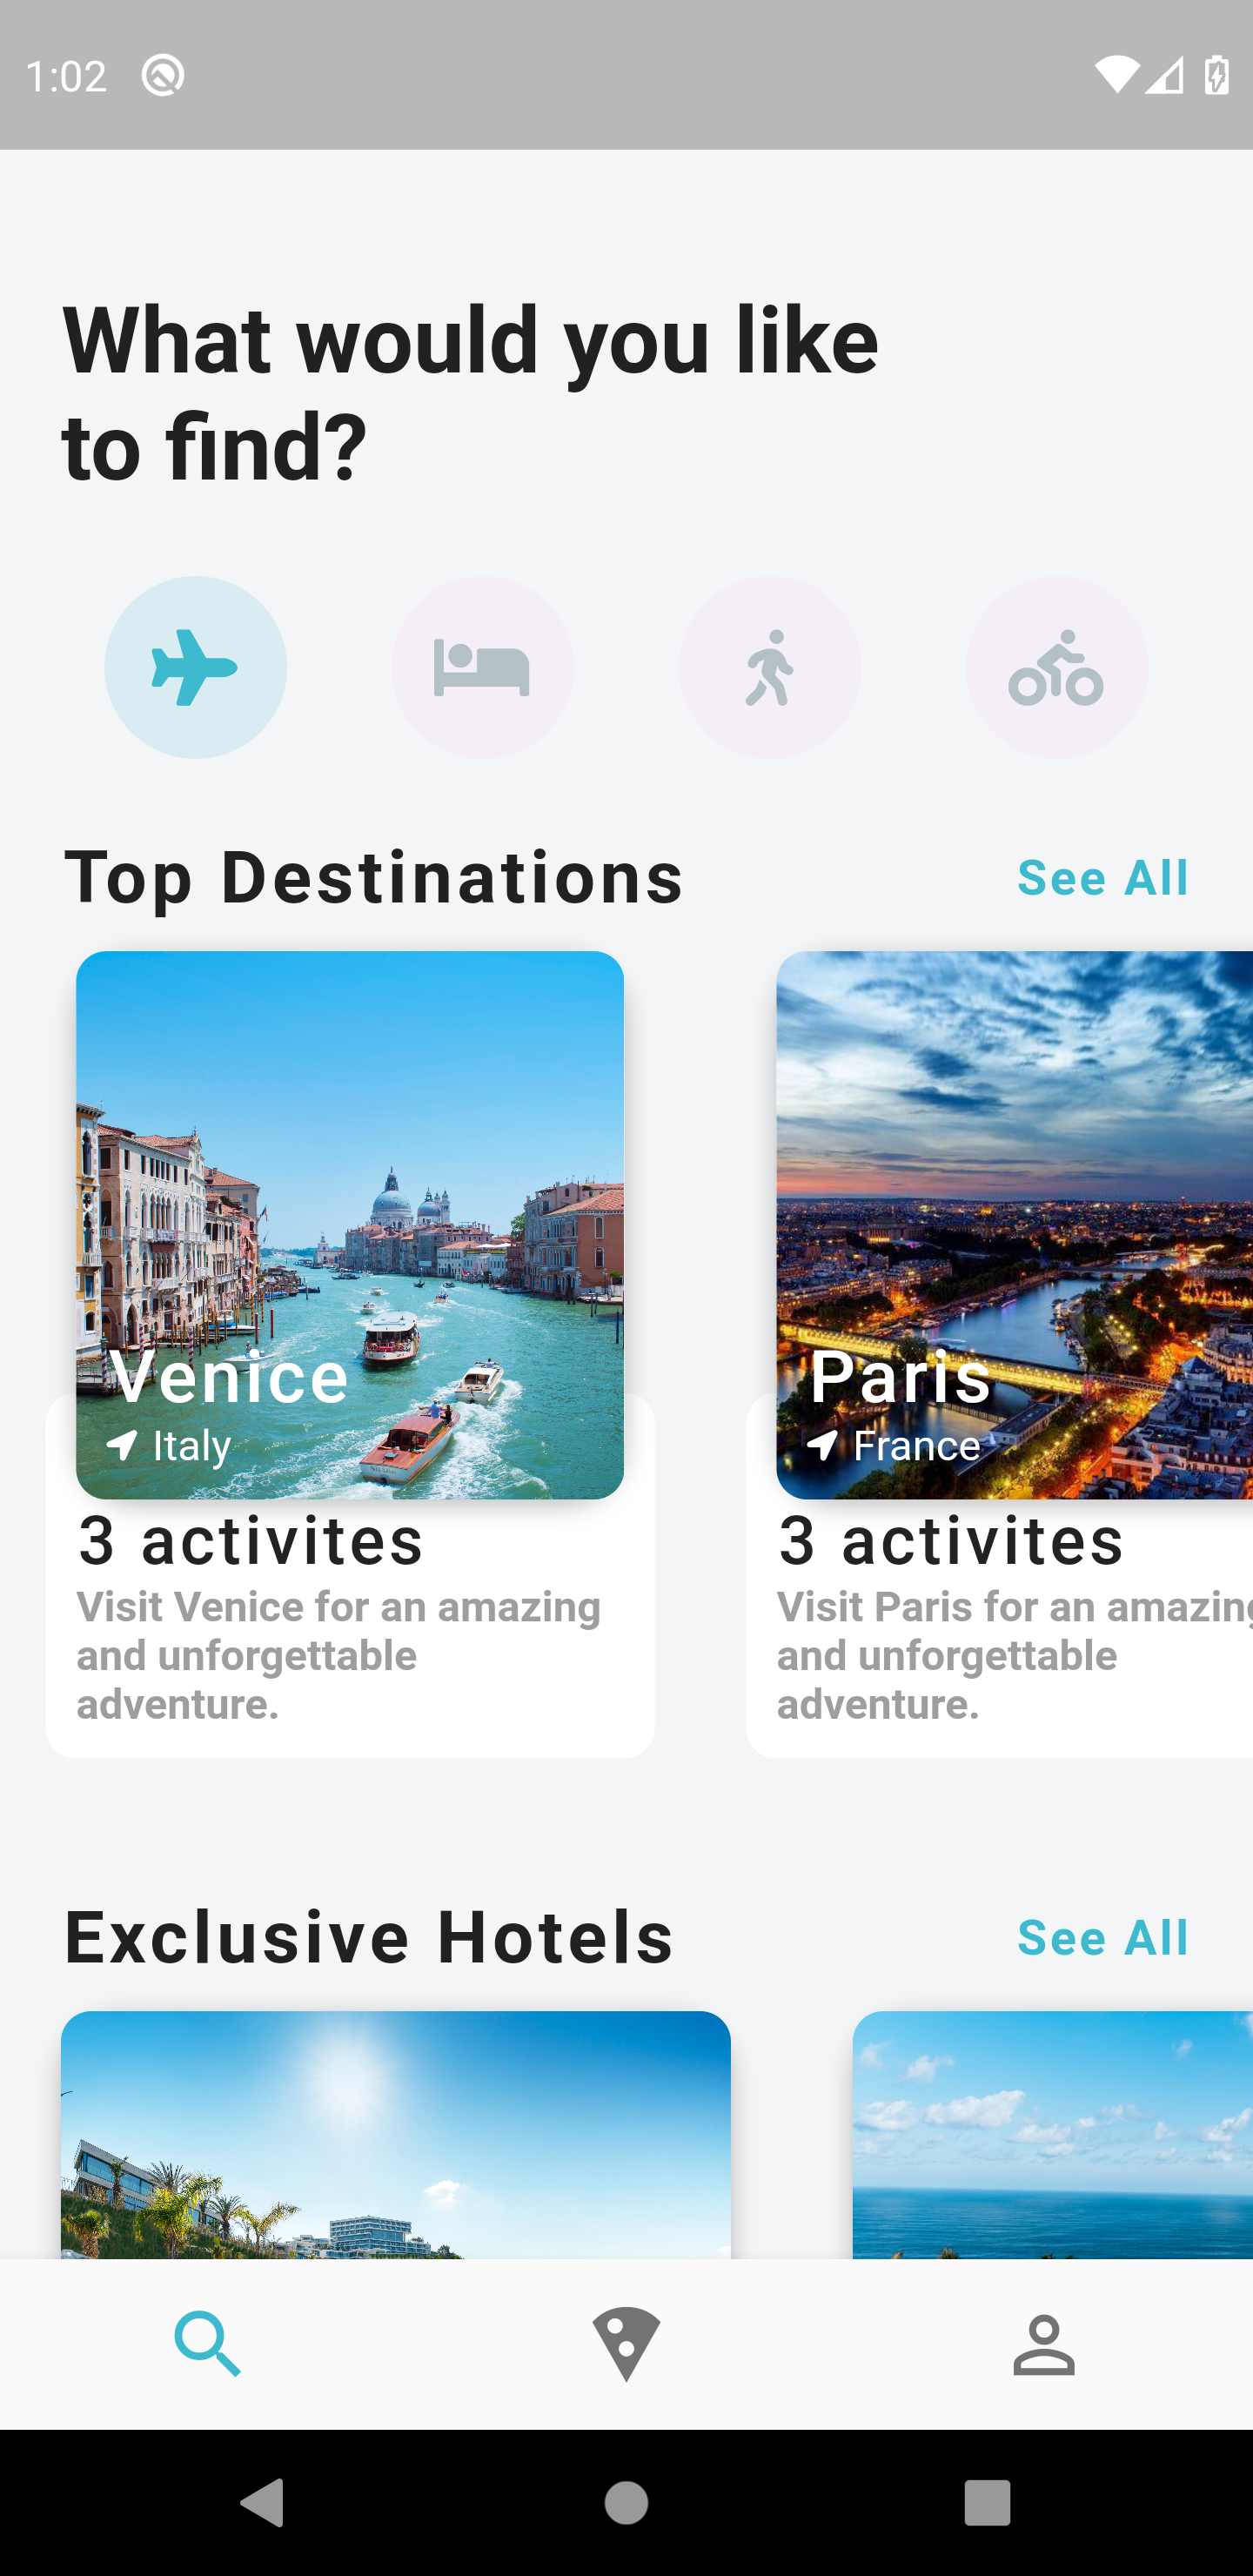 1:02
What would you like
to find?
Top Destinations
See All
Venice
Italy
3 activites
Visit Venice for an amazing
and unforgettable
adventure.
Paris
France
3 activites
Visit Paris for an amazing
and unforgettable
adventure.
Exclusive Hotels
See All